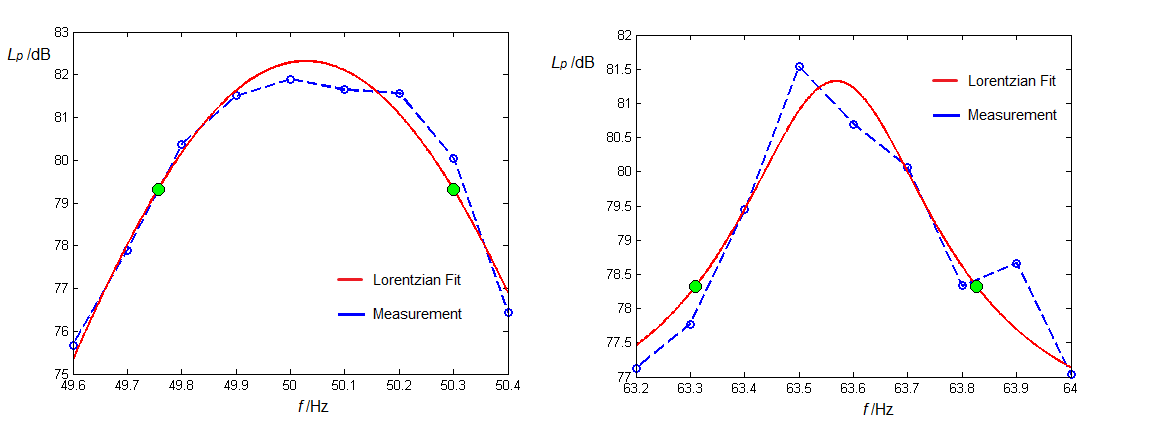 83
82
81
80
79
78
77
76
75
Lp /dB
49.6 49.7 49.8 49.9 50 50.1 50.2 50.3 50.4
f /Hz
Lorentzian Fit
Measurement
82
81.5
81
80.5
80
79.5
79
78.5
78
77.5
77
Lp /dB
63.2 63.3 63.4 63.5 63.6 63.7 63.8 63.9 64
f /Hz
Lorentzian Fit
Measurement